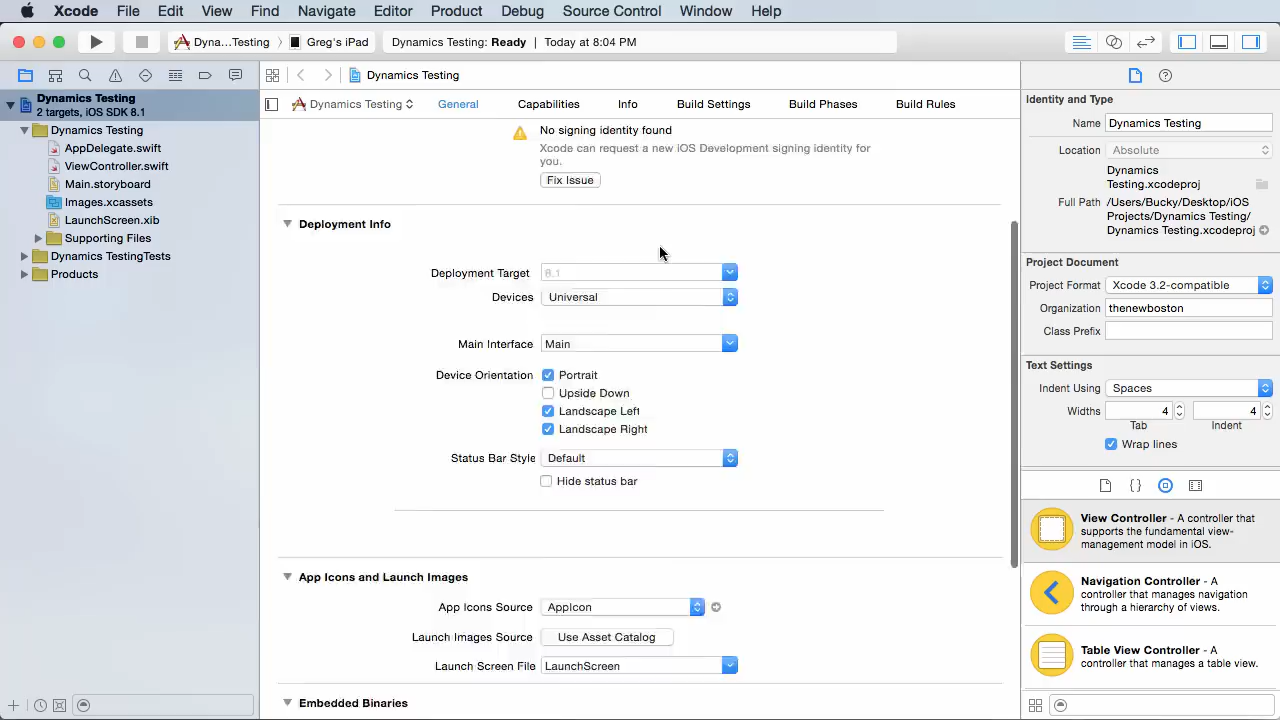 Xcode File Edit View Find Navigate Editor Product Debug Source Control Window Help
Dyna...Testing Greg's iPad Dynamics Testing: Ready | Today at 8:04 PM
Dynamics Testing
2 targets, iOS SDK 8.1
Dynamics Testing
AppDelegate.swift
ViewController.swift
Main.storyboard
Images.xcassets
LaunchScreen.xib
Supporting Files
Dynamics TestingTests
Products
Dynamics Testing
Dynamics Testing General Capabilities Info Build Settings Build Phases Build Rules
No signing identity found
Xcode can request a new iOS Development signing identity for
you.
Fix Issue
Deployment Info
Deployment Target 8.1
Devices Universal
Main Interface Main
Device Orientation Portrait
Upside Down
Landscape Left
Landscape Right
Status Bar Style Default
Hide status bar
App Icons and Launch Images
App Icons Source AppIcon
Launch Images Source Use Asset Catalog
Launch Screen File LaunchScreen
Embedded Binaries
Identity and Type
Name Dynamics Testing
Location Absolute
Dynamics
Testing.xcodeproj
Full Path /Users/Bucky/Desktop/iOS
Projects/Dynamics Testing/
Dynamics Testing.xcodeproj
Project Document
Project Format Xcode 3.2-compatible
Organization thenewboston
Class Prefix
Text Settings
Indent Using Spaces
Widths 4 4
Tab Indent
Wrap lines
{ }
View Controller - A controller that
supports the fundamental view-
management model in iOS.
Navigation Controller - A
controller that manages navigation
through a hierarchy of views.
Table View Controller - A
controller that manages a table view.